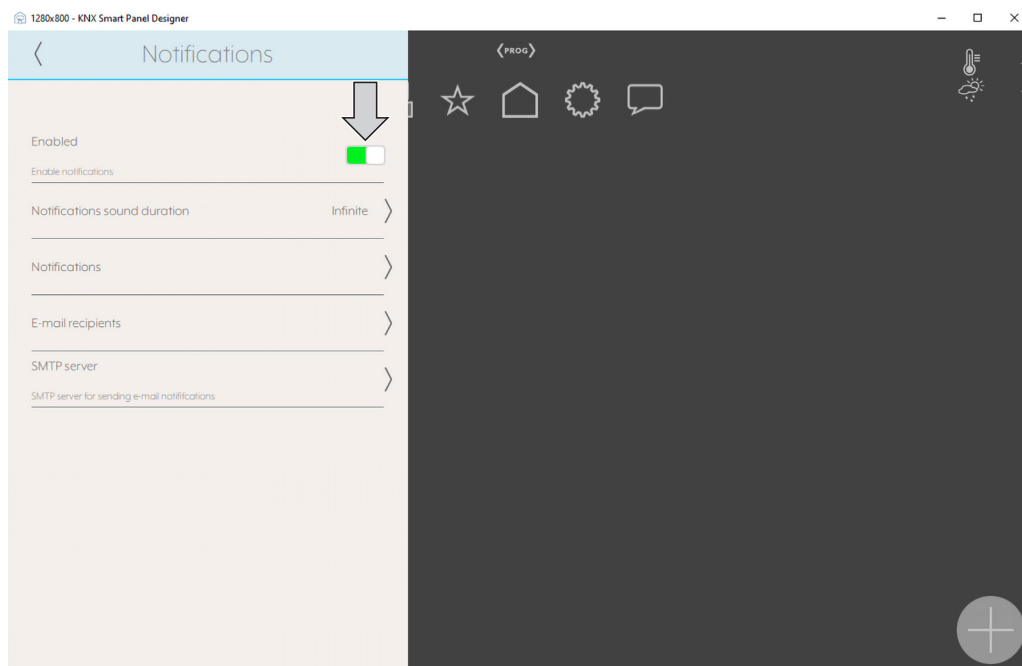 1280x800 - KNX Smart Panel Designer
Notifications
PROG
Enabled
Enable notifications
Notifications sound duration Infinite
Notifications
E-mail recipients
SMTP server
SMTP server for sending e-mail notififcations